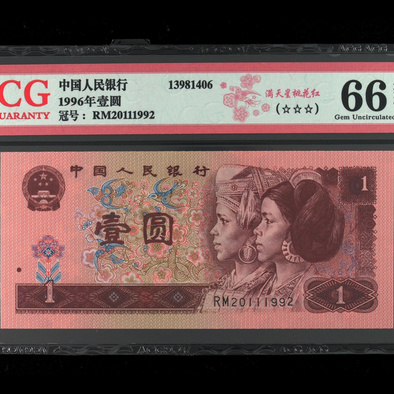 CG
GUARANTY
中国人民银行
1996年壹圆
冠号： RM20111992
13981406
满天星桃花红
(☆☆☆)
66
Gem Uncirculated
中国人民银行
1
壹圆
RM20111992
1
1